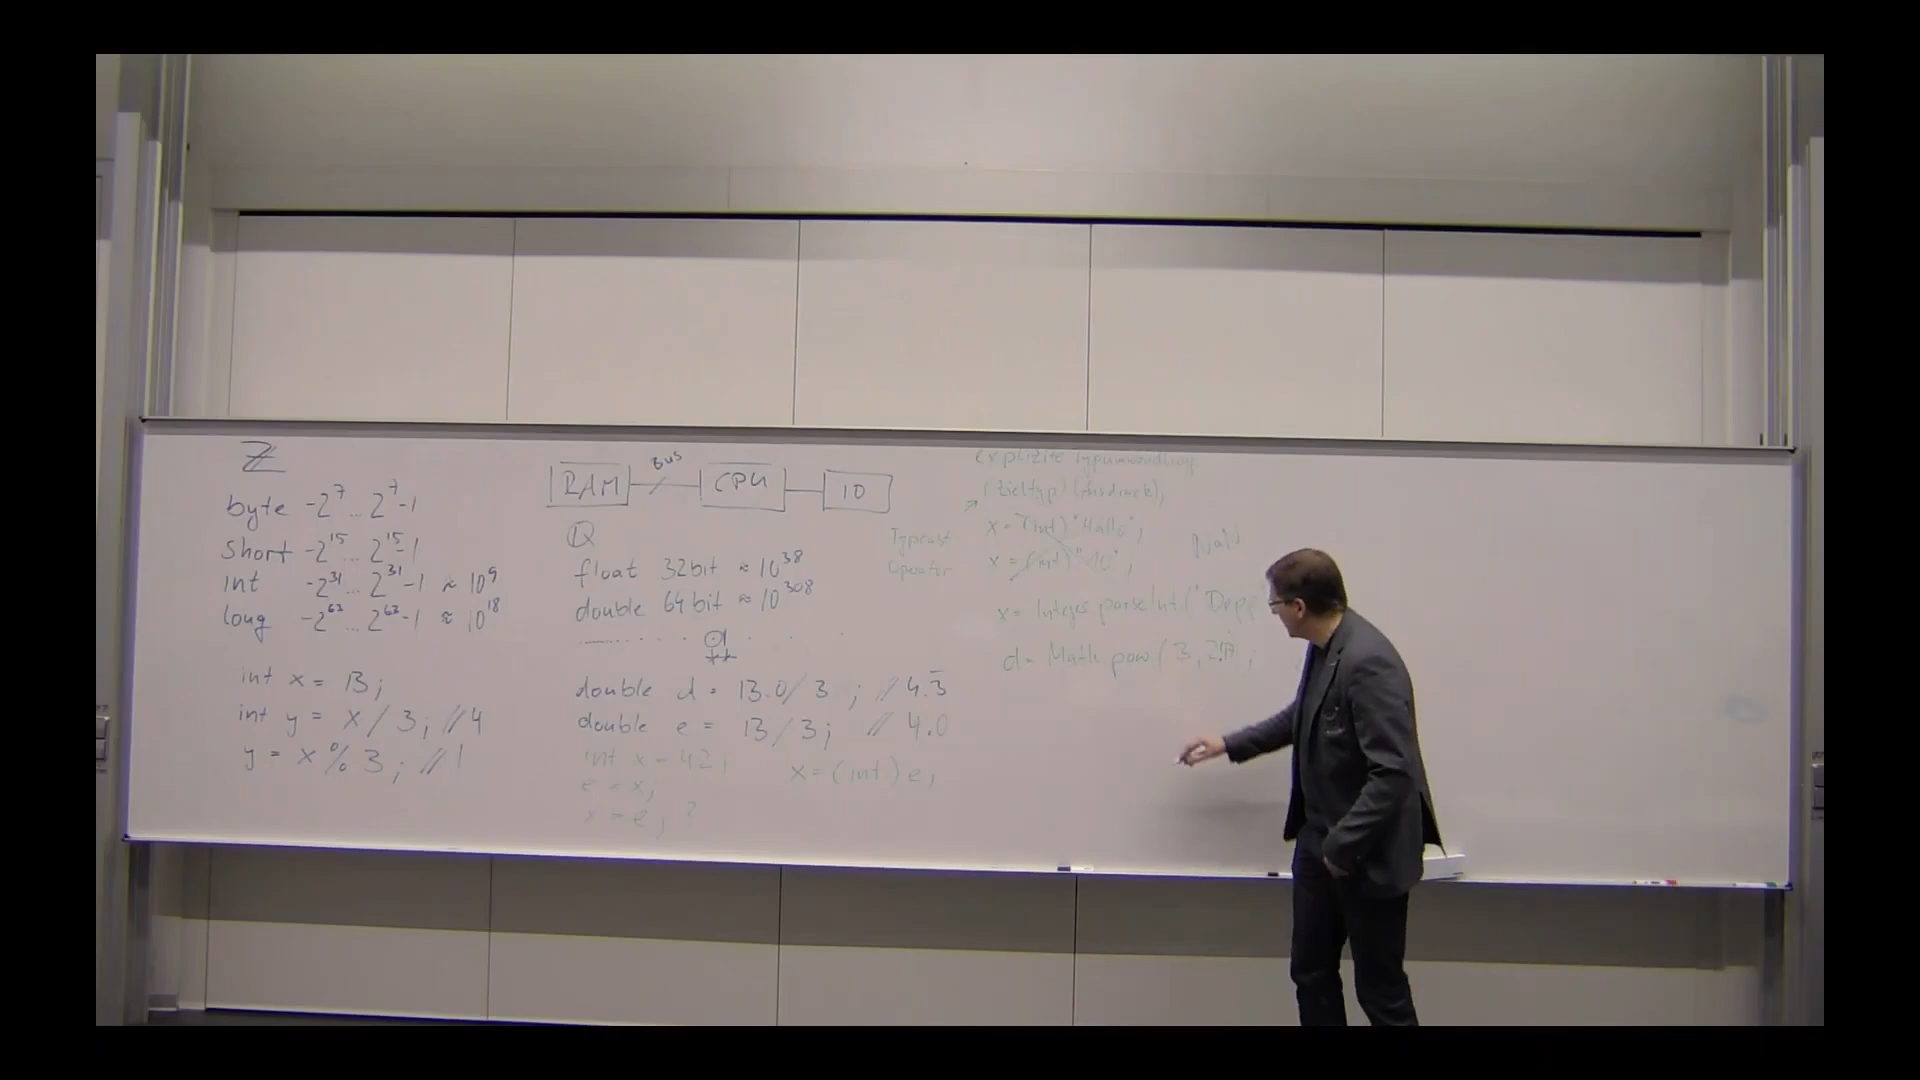 ℤ
byte -2^7 ... 2^7-1
short -2^15 ... 2^15-1
int -2^31 ... 2^31-1 ≈ 10^9
long -2^63 ... 2^63-1 ≈ 10^18
int x = 13;
int y = x / 3; // 4
y = x % 3; // 1
RAM Bus CPU IO
ℚ
float 32bit ≈ 10^38
double 64bit ≈ 10^308
double d = 13.0/3; // 4.3̅
double e = 13/3; // 4.0
int x = 42;
e = x;
x = e; ?
x = (int) e;
explizite Typumwandlung
(Zieltyp) (Ausdruck);
Typcast
Operator
x = (int) "Hallo";
x = (int) "10";
NaN
x = Integer.parseInt("Depp
d = Math.pow(3,